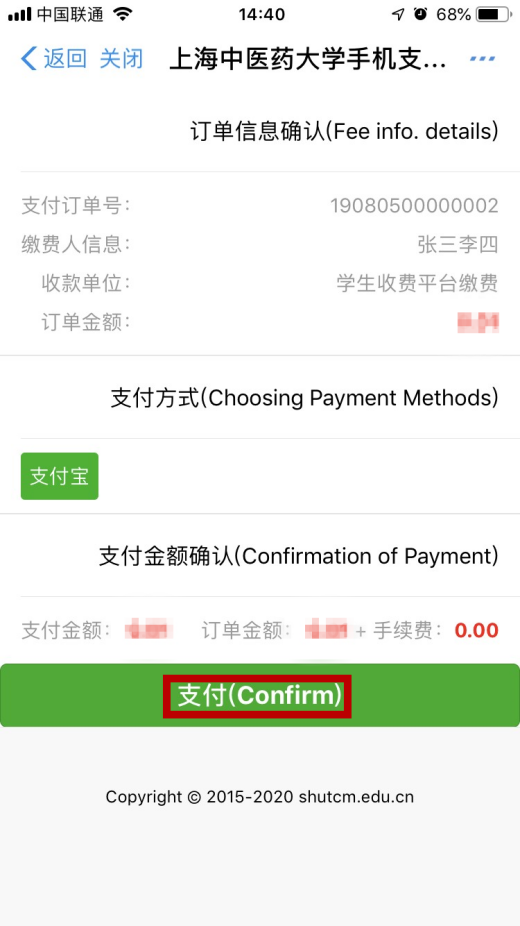 中国联通 14:40 68%
返回 关闭 上海中医药大学手机支...
订单信息确认(Fee info. details)
支付订单号： 19080500000002
缴费人信息： 张三李四
收款单位： 学生收费平台缴费
订单金额：
支付方式(Choosing Payment Methods)
支付宝
支付金额确认(Confirmation of Payment)
支付金额： 订单金额： + 手续费： 0.00
支付(Confirm)
Copyright © 2015-2020 shutcm.edu.cn